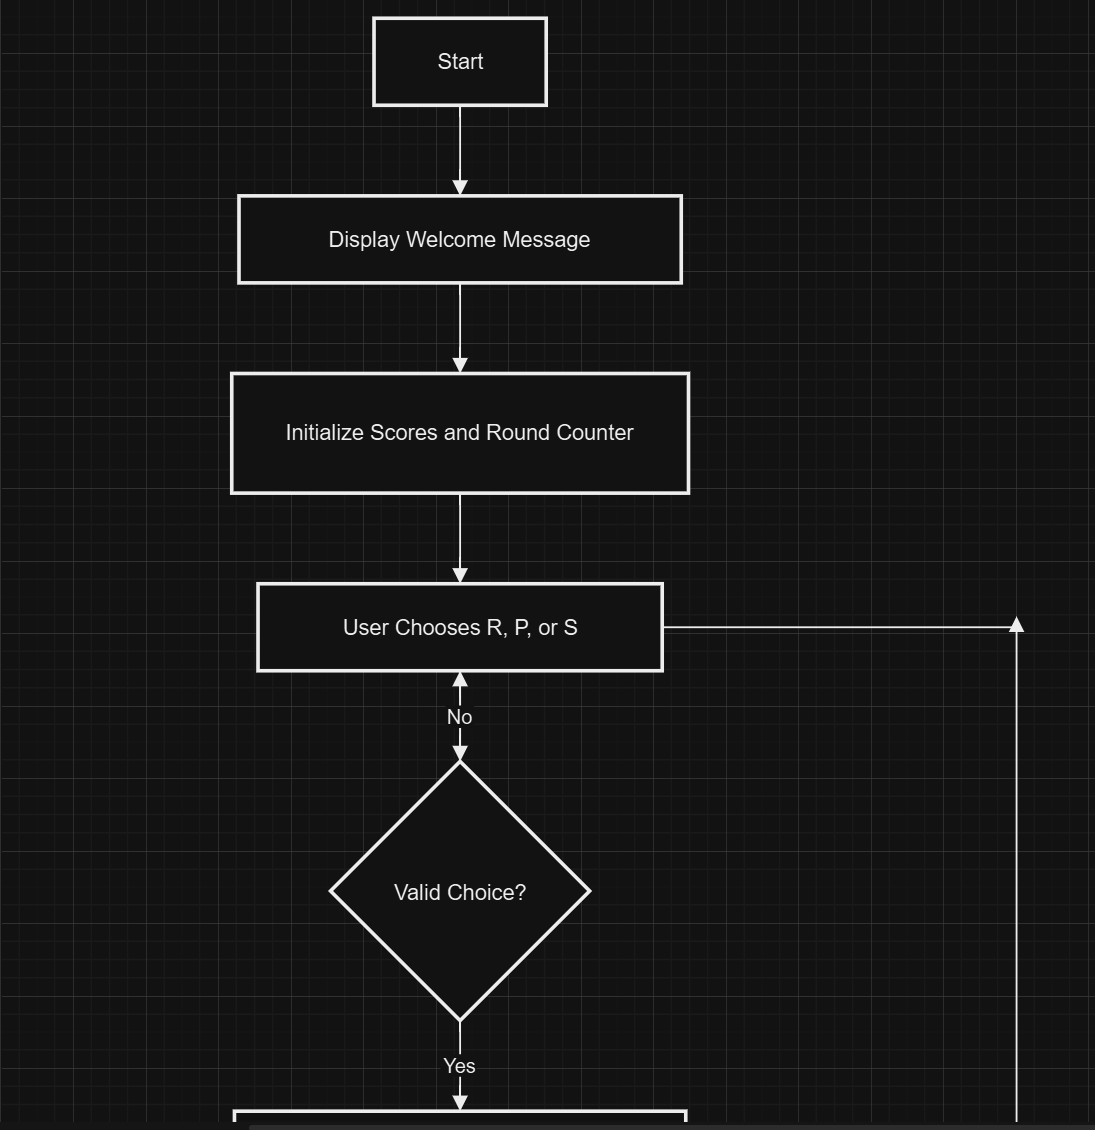 Start
Display Welcome Message
Initialize Scores and Round Counter
User Chooses R, P, or S
No
Valid Choice?
Yes